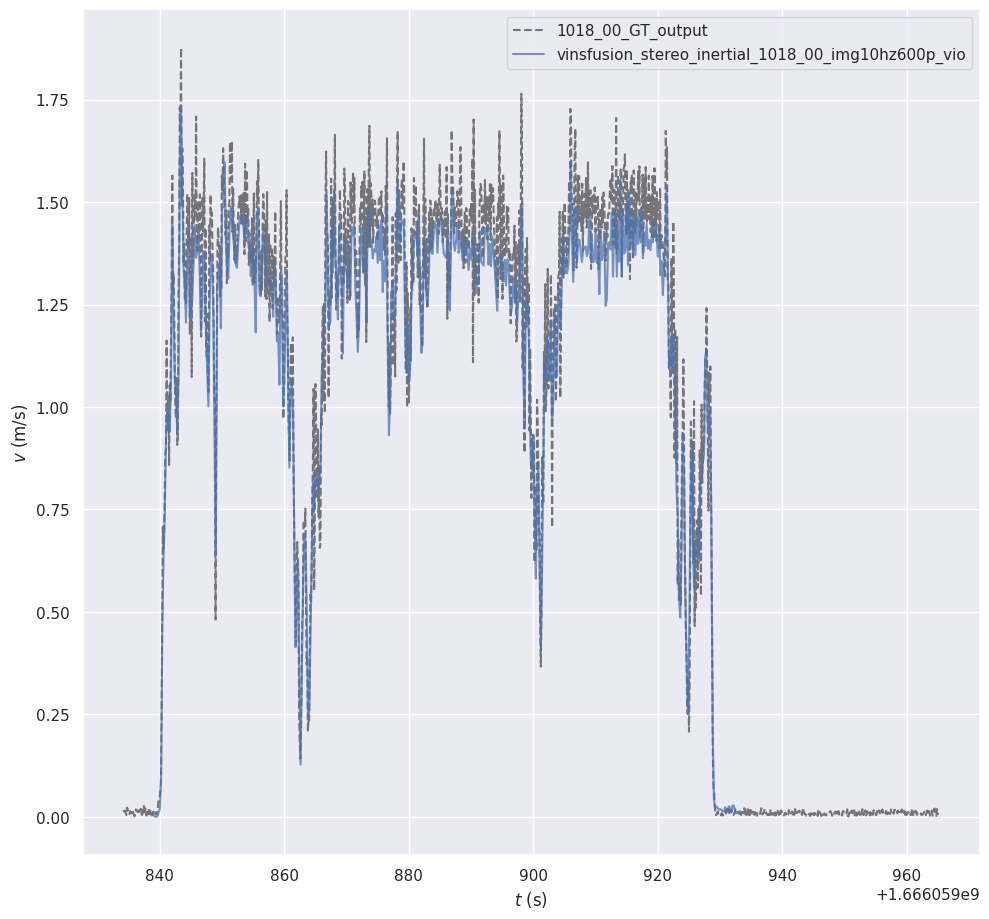 1018_00_GT_output
vinsfusion_stereo_inertial_1018_00_img10hz600p_vio
1.75
1.50
1.25
1.00
0.75
0.50
0.25
0.00
v (m/s)
840 860 880 900 920 940 960
t (s)
+1.666059e9